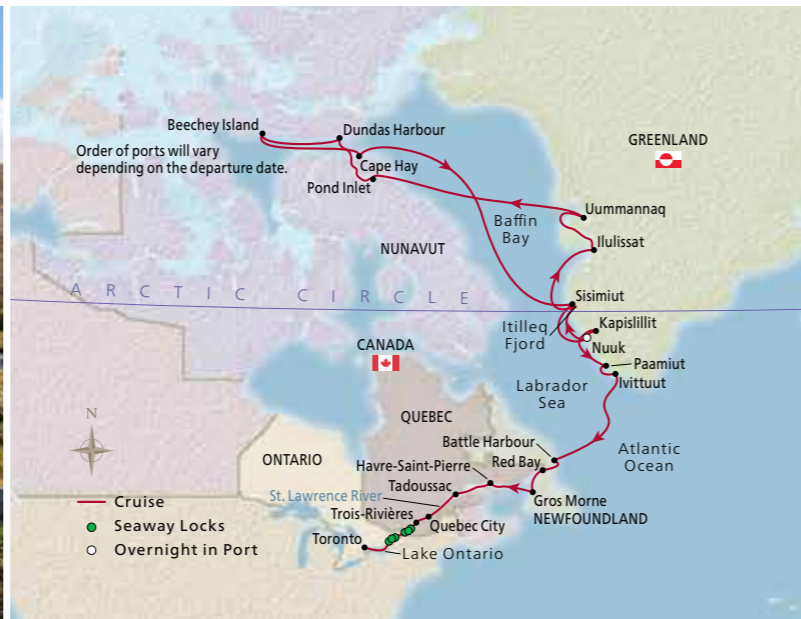 Beechey Island
Dundas Harbour
Order of ports will vary
depending on the departure date.
Cape Hay
Pond Inlet
GREENLAND
Uummannaq
Baffin
Bay
Ilulissat
NUNAVUT
ARCTIC CIRCLE
Sisimiut
Itilleq
Fjord
Kapislillit
Nuuk
CANADA
Paamiut
Ivittuut
Labrador
Sea
QUEBEC
Battle Harbour
Atlantic
Ocean
N
ONTARIO
Red Bay
Havre-Saint-Pierre
Tadoussac
St. Lawrence River
Gros Morne
NEWFOUNDLAND
Trois-Rivières
Quebec City
Toronto
Lake Ontario
Cruise
Seaway Locks
Overnight in Port